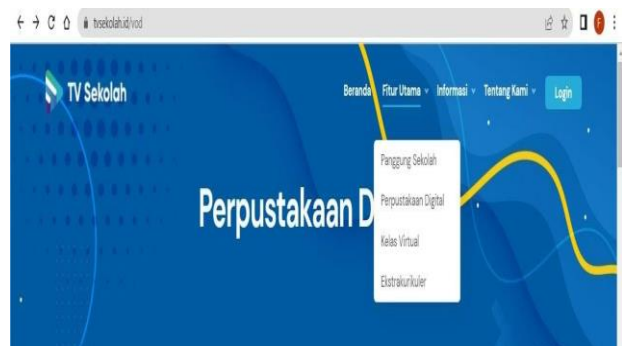 tvsekolah.id/vod
TV Sekolah
Beranda Fitur Utama Informasi Tentang Kami Login
Panggung Sekolah
Perpustakaan Digital
Kelas Virtual
Ekstrakurikuler
Perpustakaan D
F